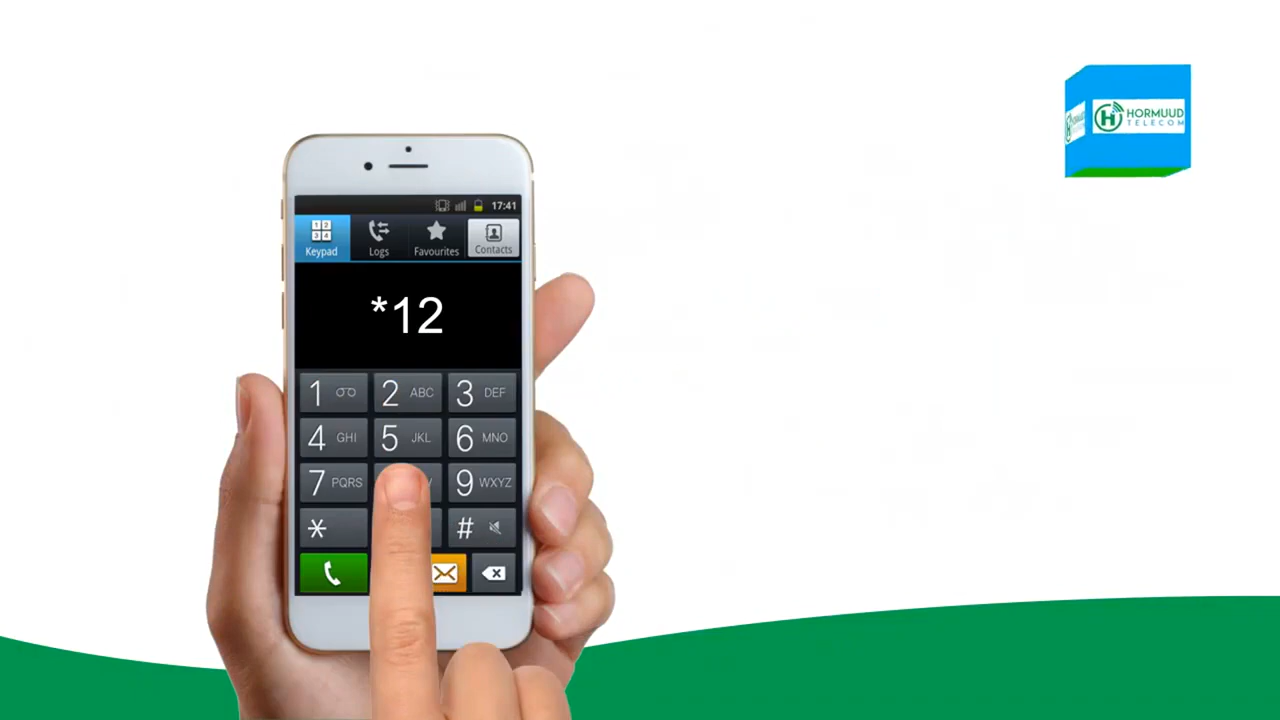 HORMUUD
TELECOM
17:41
Keypad
Logs
Favourites
Contacts
*12
1
2 ABC
3 DEF
4 GHI
5 JKL
6 MNO
7 PQRS
9 WXYZ
*
#